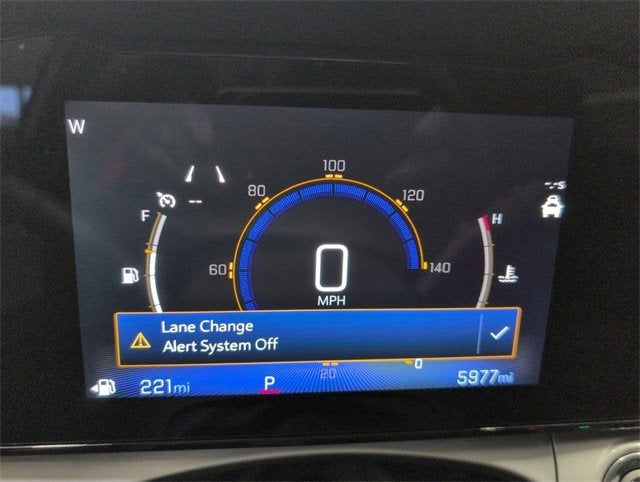 W
100
80
120
--
--.-s
F
H
60
140
0
MPH
Lane Change
Alert System Off
20
0
221mi
P
5977mi